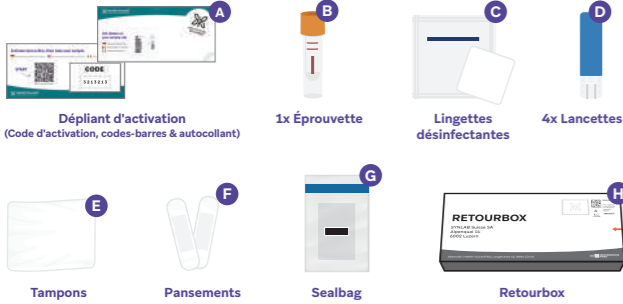 A
B
C
D
CODE
5213213
Dépliant d'activation
(Code d'activation, codes-barres & autocollant)
1x Éprouvette
Lingettes
désinfectantes
4x Lancettes
E
F
G
H
RETOURBOX
SYNLAB Suisse SA
Alpenquai 14
6002 Luzern
Tampons
Pansements
Sealbag
Retourbox